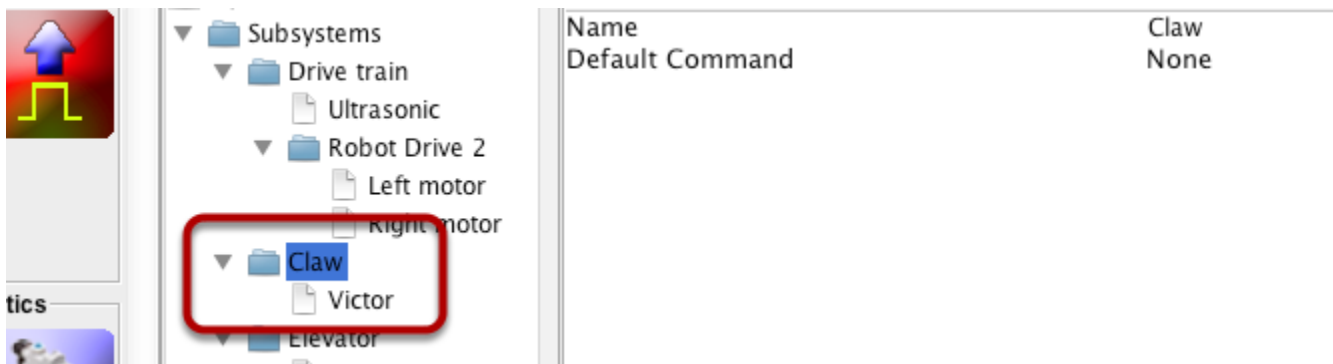 Subsystems
Drive train
Ultrasonic
Robot Drive 2
Left motor
Right motor
Claw
Victor
Elevator
tics
Name Claw
Default Command None